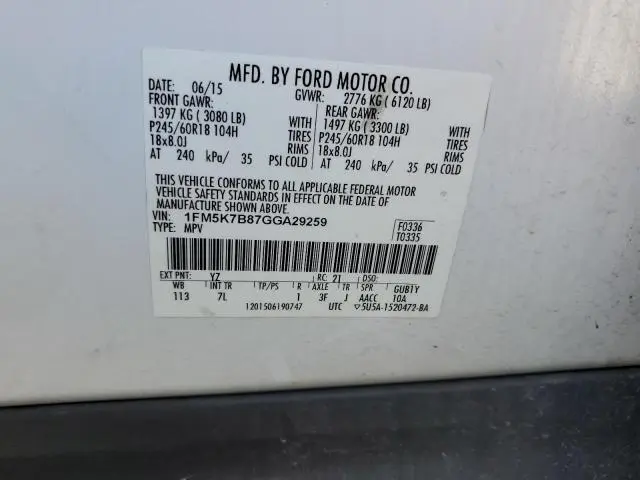 MFD. BY FORD MOTOR CO.
DATE: 06/15 GVWR: 2776 KG ( 6120 LB)
FRONT GAWR: REAR GAWR:
1397 KG ( 3080 LB) WITH 1497 KG ( 3300 LB) WITH
P245/60R18 104H TIRES P245/60R18 104H TIRES
18x8.0J RIMS 18x8.0J RIMS
AT 240 kPa/ 35 PSI COLD AT 240 kPa/ 35 PSI COLD
THIS VEHICLE CONFORMS TO ALL APPLICABLE FEDERAL MOTOR
VEHICLE SAFETY STANDARDS IN EFFECT ON THE DATE OF
MANUFACTURE SHOWN ABOVE.
VIN: 1FM5K7B87GGA29259 F0336
TYPE: MPV T0335
EXT PNT: YZ RC: 21 DSO:
WB INT TR TP/PS R AXLE TR SPR GUB1Y
113 7L 1 3F J AACC 10A
1201506190747 UTC ▽5U5A-1520472-BA